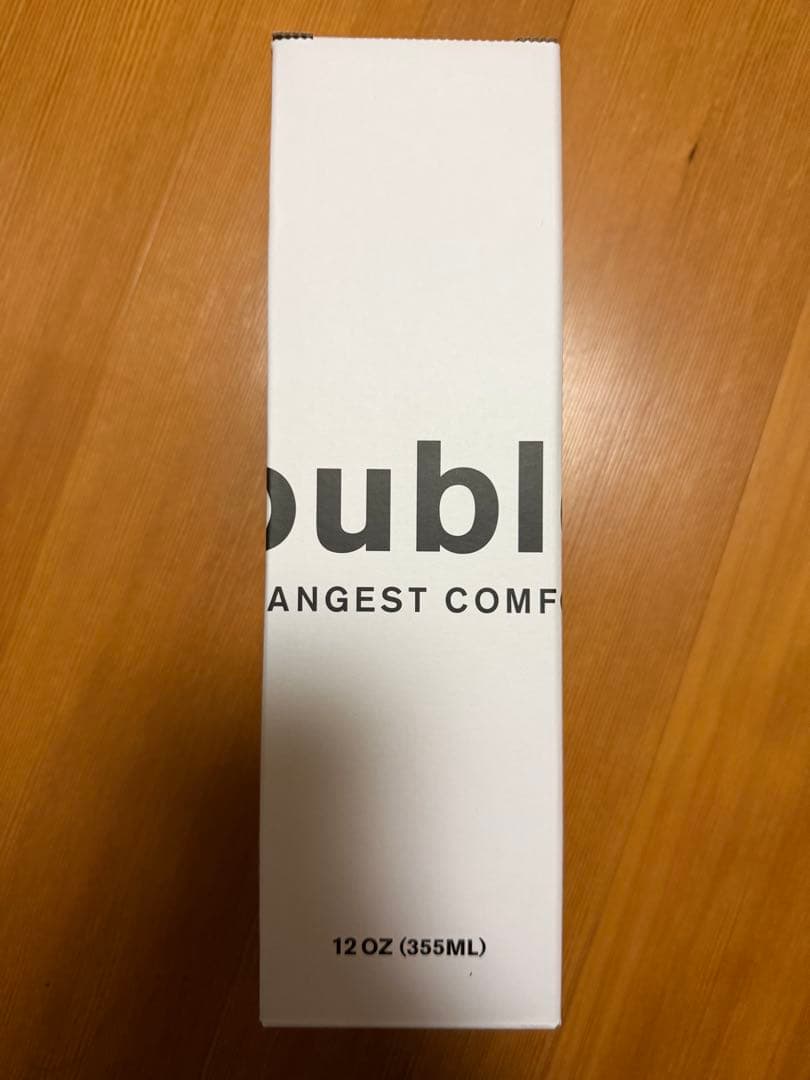 oubl
ANGEST COMF
12 OZ (355ML)